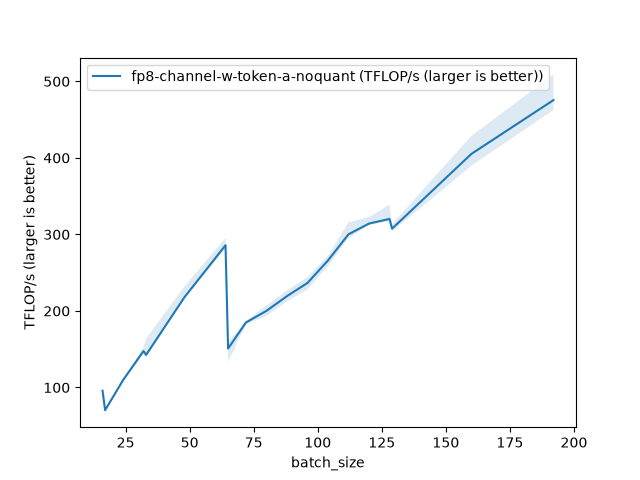 fp8-channel-w-token-a-noquant (TFLOP/s (larger is better))
TFLOP/s (larger is better)
500
400
300
200
100
25 50 75 100 125 150 175 200
batch_size